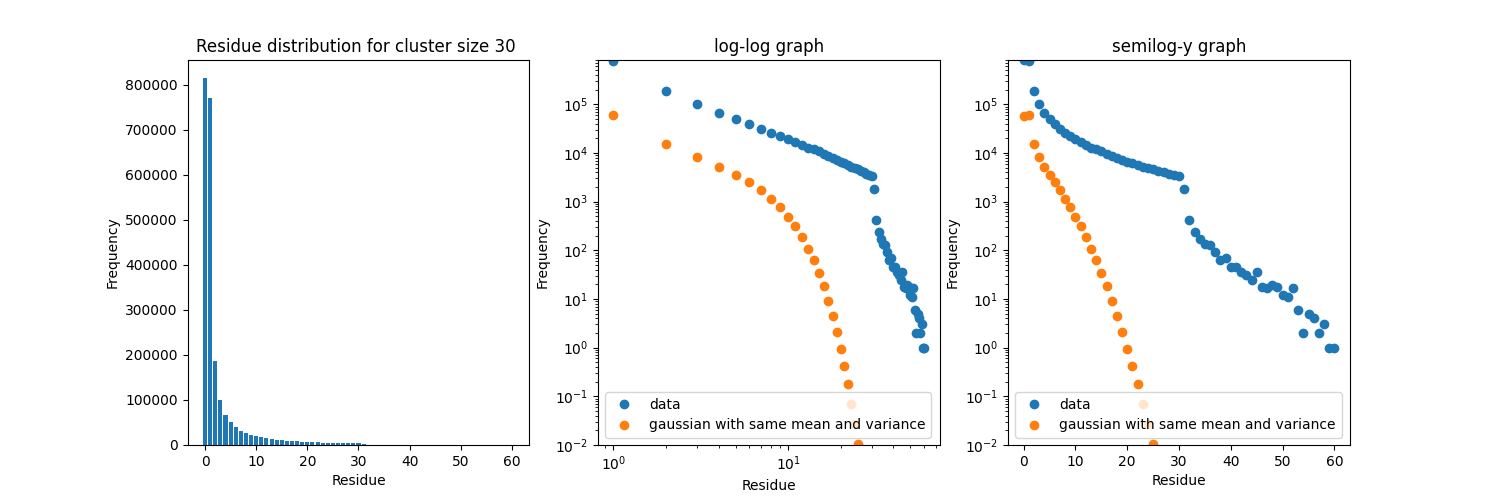 Residue distribution for cluster size 30
Frequency
800000
700000
600000
500000
400000
300000
200000
100000
0
0 10 20 30 40 50 60
Residue
log-log graph
Frequency
10^5
10^4
10^3
10^2
10^1
10^0
10^-1
10^-2
data
gaussian with same mean and variance
10^0 10^1
Residue
semilog-y graph
Frequency
10^5
10^4
10^3
10^2
10^1
10^0
10^-1
10^-2
data
gaussian with same mean and variance
0 10 20 30 40 50 60
Residue